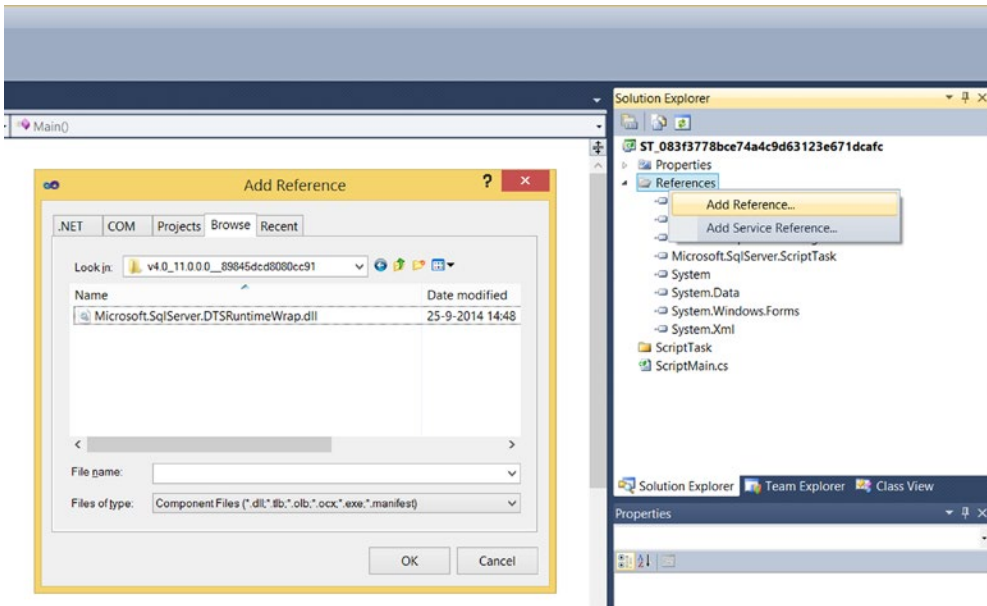 Main()
Add Reference
?
.NET
COM
Projects
Browse
Recent
Look in:
v4.0_11.0.0.0__89845dcd8080cc91
Name
Date modified
Microsoft.SqlServer.DTSRuntimeWrap.dll
25-9-2014 14:48
File name:
Files of type:
Component Files (*.dll;*.tlb;*.olb;*.ocx;*.exe;*.manifest)
OK
Cancel
Solution Explorer
ST_083f3778bce74a4c9d63123e671dcafc
Properties
References
Add Reference...
Add Service Reference...
Microsoft.SqlServer.ScriptTask
System
System.Data
System.Windows.Forms
System.Xml
ScriptTask
ScriptMain.cs
Solution Explorer
Team Explorer
Class View
Properties